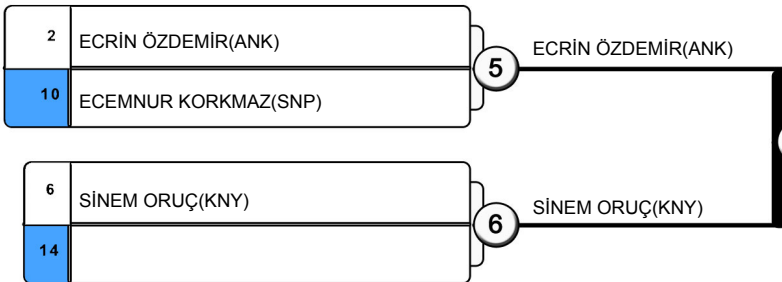 2 ECRİN ÖZDEMİR(ANK)
5 ECRİN ÖZDEMİR(ANK)
10 ECEMNUR KORKMAZ(SNP)
6 SİNEM ORUÇ(KNY)
6 SİNEM ORUÇ(KNY)
14